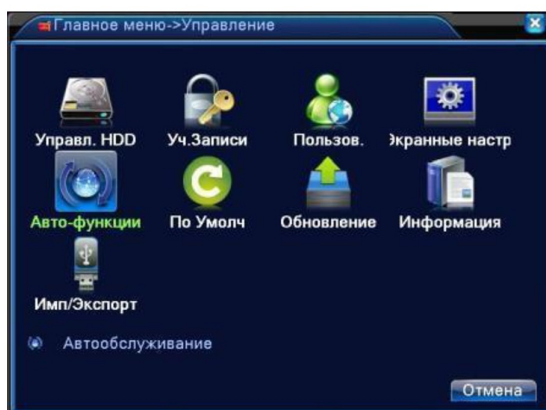 Главное меню->Управление
Управл. HDD Уч.Записи Пользов. Экранные настр
Авто-функции По Умолч Обновление Информация
Имп/Экспорт
Автообслуживание
Отмена